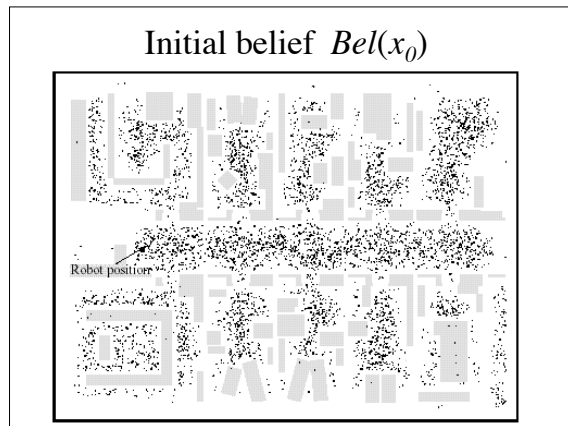 Initial belief Bel(x₀)
Robot position